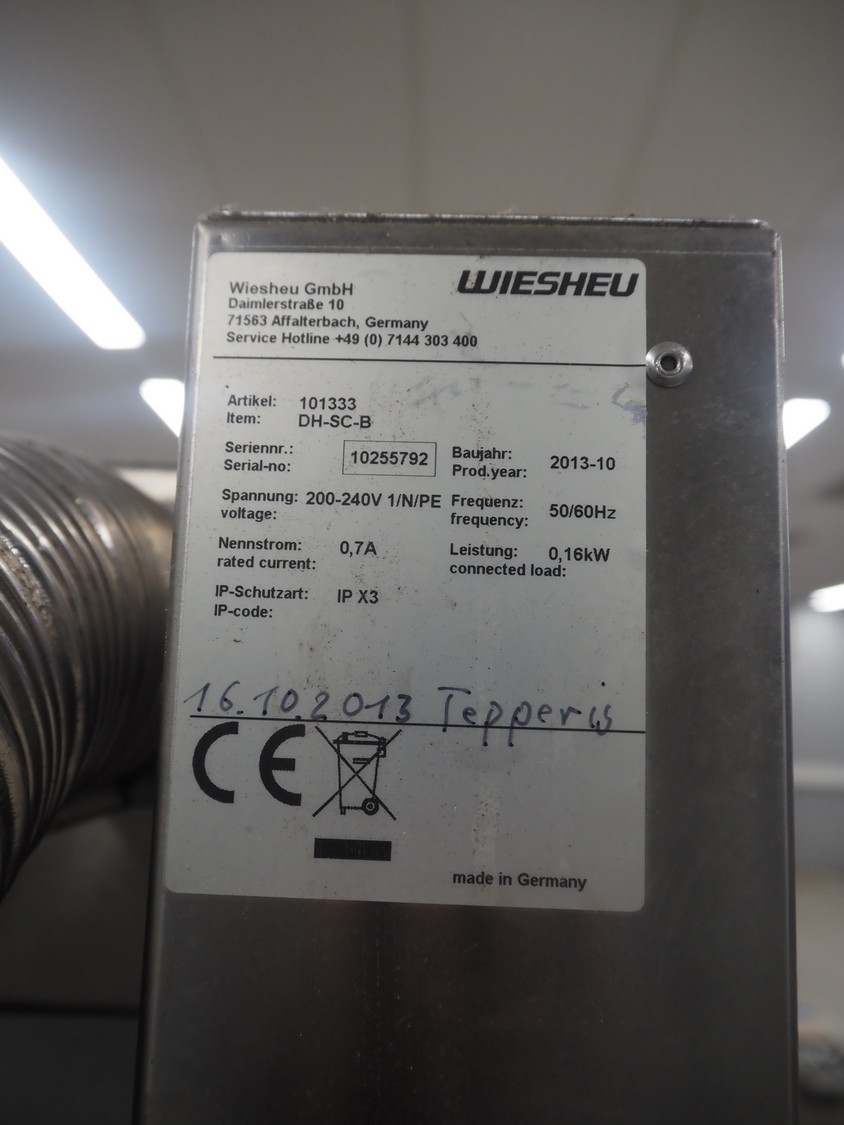 WIESHEU
Wiesheu GmbH
Daimlerstraße 10
71563 Affalterbach, Germany
Service Hotline +49 (0) 7144 303 400
Artikel: 101333
Item: DH-SC-B
Seriennr.:
Serial-no: 10255792
Baujahr:
Prod.year: 2013-10
Spannung: 200-240V 1/N/PE
voltage:
Frequenz: 50/60Hz
frequency:
Nennstrom: 0,7A
rated current:
Leistung: 0,16kW
connected load:
IP-Schutzart: IP X3
IP-code:
16.10.2013
CE
made in Germany